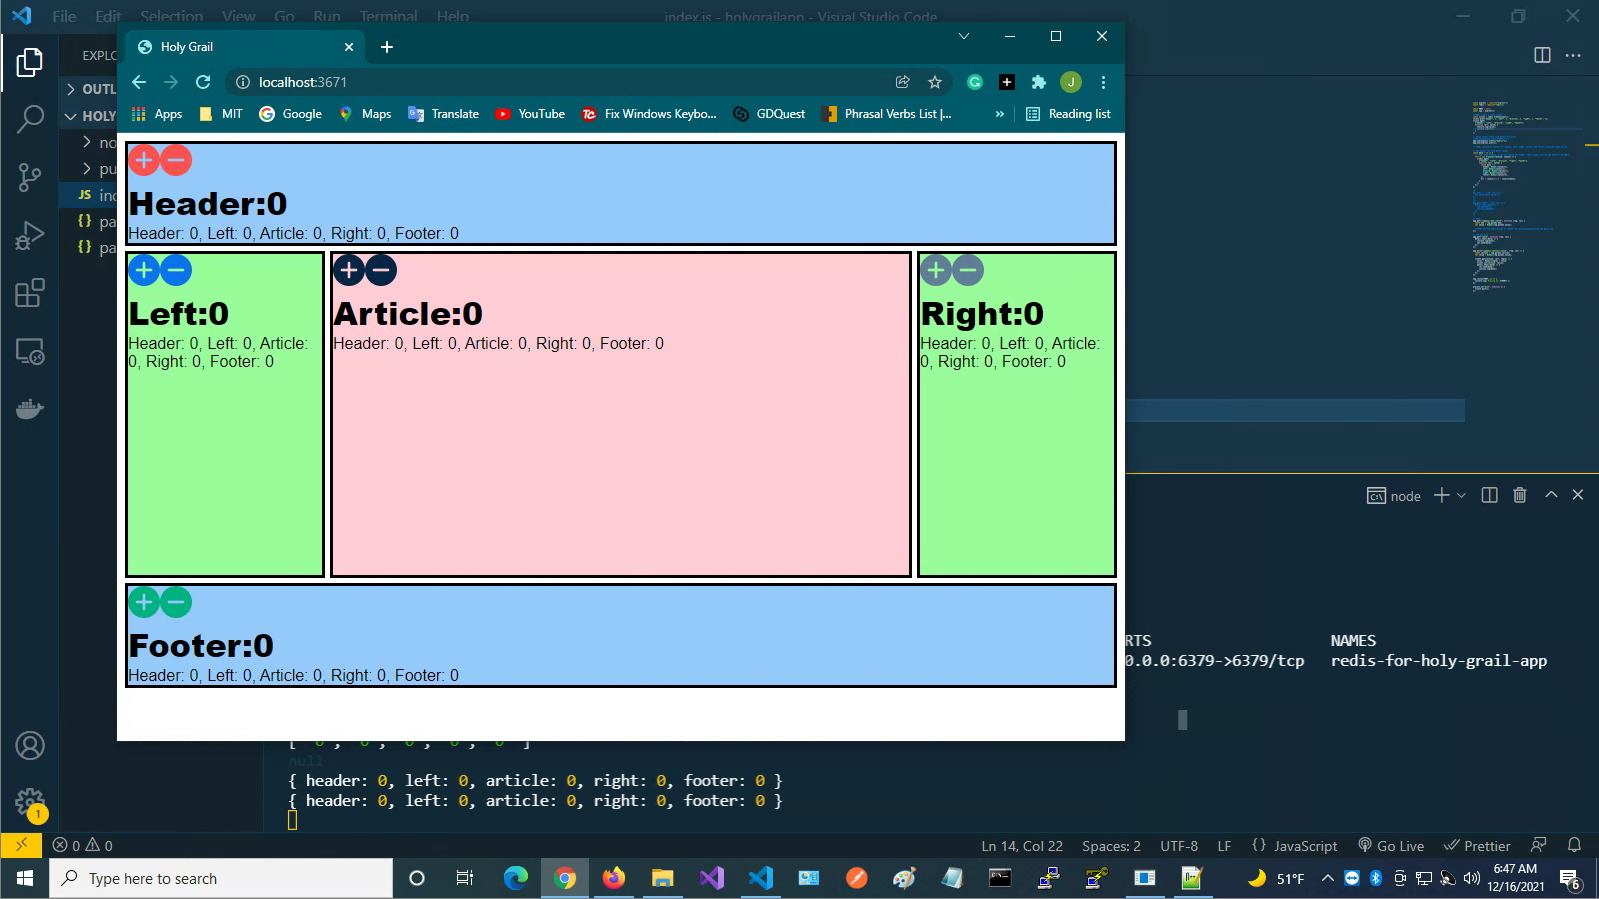 File Edit Selection View Go Run Terminal Help index.js - holygrailapp - Visual Studio Code
Holy Grail
localhost:3671
Apps MIT Google Maps Translate YouTube Fix Windows Keybo... GDQuest Phrasal Verbs List |... » Reading list
EXPLO
OUTL
HOLY
no
pu
JS ind
{} pa
{} pa
Header:0
Header: 0, Left: 0, Article: 0, Right: 0, Footer: 0
Left:0
Header: 0, Left: 0, Article:
0, Right: 0, Footer: 0
Article:0
Header: 0, Left: 0, Article: 0, Right: 0, Footer: 0
Right:0
Header: 0, Left: 0, Article:
0, Right: 0, Footer: 0
Footer:0
Header: 0, Left: 0, Article: 0, Right: 0, Footer: 0
node
RTS NAMES
0.0.0:6379->6379/tcp redis-for-holy-grail-app
null
{ header: 0, left: 0, article: 0, right: 0, footer: 0 }
{ header: 0, left: 0, article: 0, right: 0, footer: 0 }
0 0 Ln 14, Col 22 Spaces: 2 UTF-8 LF {} JavaScript Go Live Prettier
Type here to search
51°F
6:47 AM
12/16/2021